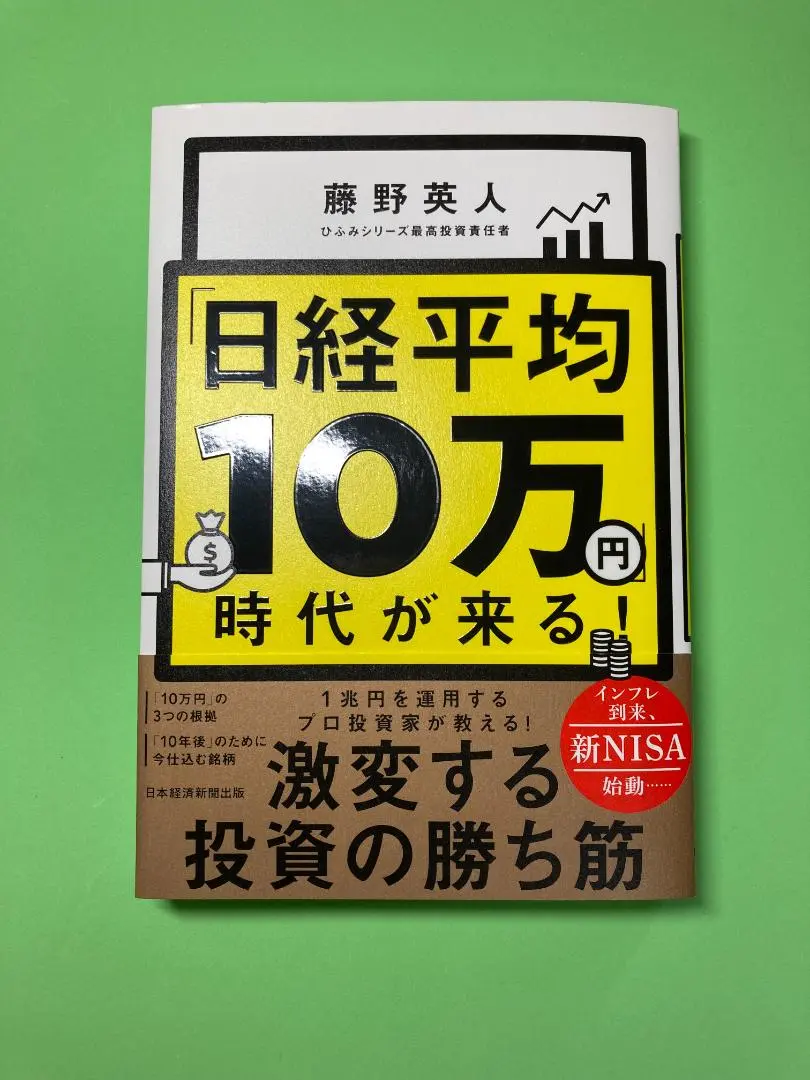 藤野英人
ひふみシリーズ最高投資責任者
「日経平均
10万円」
時代が来る!
「10万円」の
3つの根拠
「10年後」のために
今仕込む銘柄
日本経済新聞出版
1兆円を運用する
プロ投資家が教える!
激変する
投資の勝ち筋
インフレ
到来、
新NISA
始動……
$